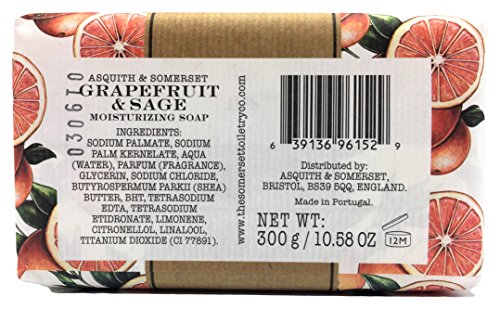 030610
ASQUITH & SOMERSET
GRAPEFRUIT
& SAGE
MOISTURIZING SOAP
INGREDIENTS:
SODIUM PALMATE, SODIUM
PALM KERNELATE, AQUA
(WATER), PARFUM (FRAGRANCE),
GLYCERIN, SODIUM CHLORIDE,
BUTYROSPERMUM PARKII (SHEA)
BUTTER, BHT, TETRASODIUM
EDTA, TETRASODIUM
ETIDRONATE, LIMONENE,
CITRONELLOL, LINALOOL,
TITANIUM DIOXIDE (CI 77891).
www.thesomersettoiletryco.com
6 39136 96152 9
Distributed by:
ASQUITH & SOMERSET,
BRISTOL, BS39 5QQ, ENGLAND.
Made in Portugal.
NET WT:
300 g / 10.58 OZ
12M